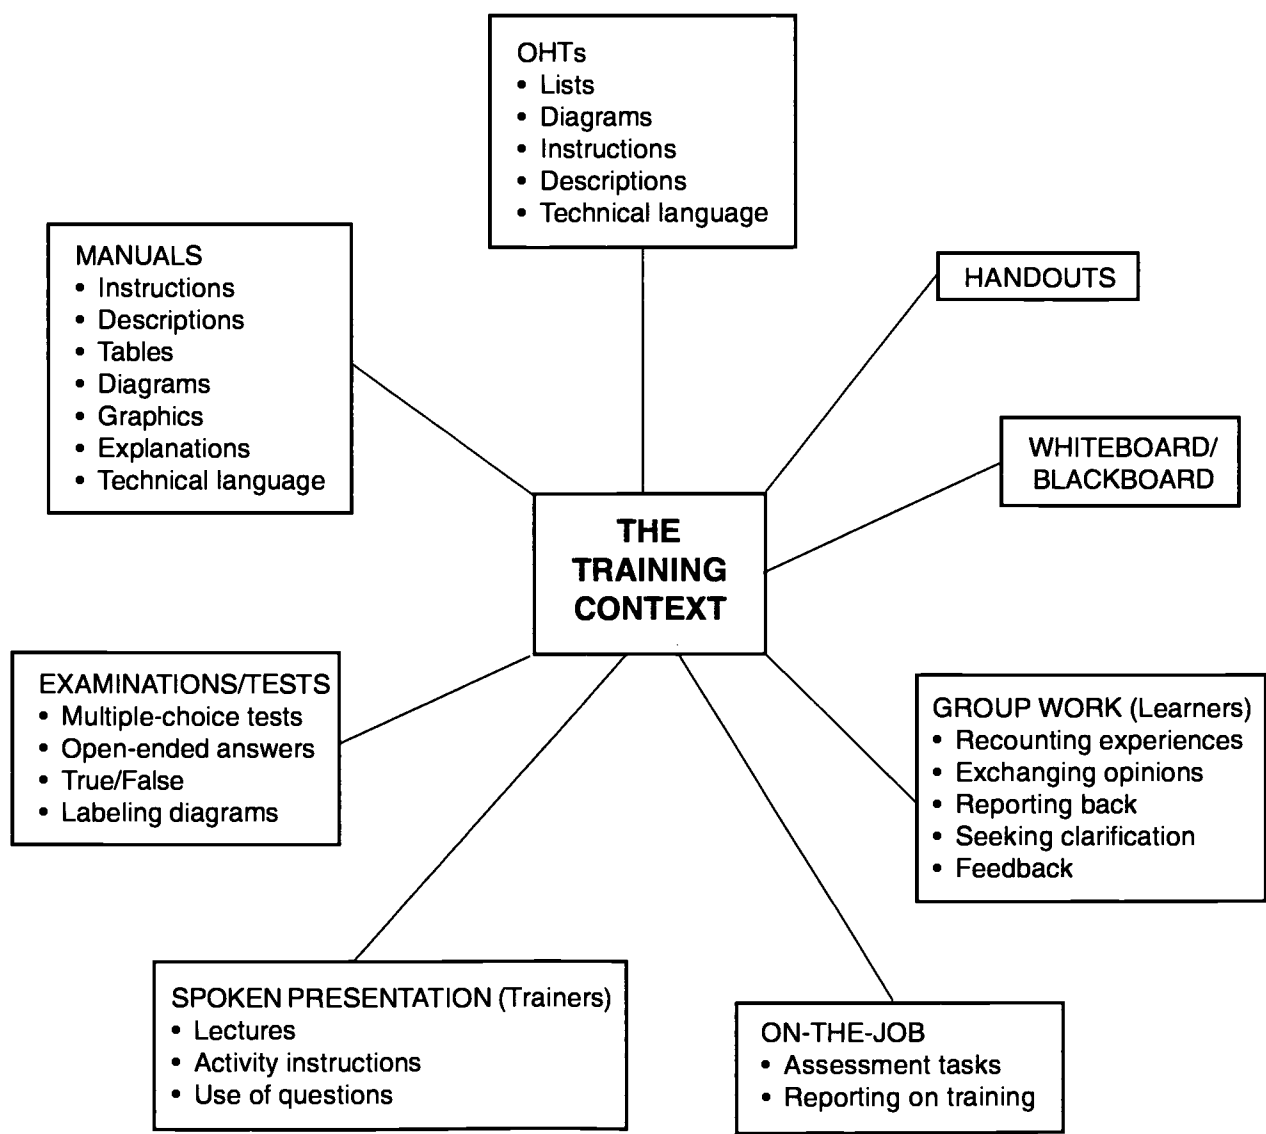 OHTs
• Lists
• Diagrams
• Instructions
• Descriptions
• Technical language
MANUALS
• Instructions
• Descriptions
• Tables
• Diagrams
• Graphics
• Explanations
• Technical language
HANDOUTS
WHITEBOARD/
BLACKBOARD
THE
TRAINING
CONTEXT
EXAMINATIONS/TESTS
• Multiple-choice tests
• Open-ended answers
• True/False
• Labeling diagrams
GROUP WORK (Learners)
• Recounting experiences
• Exchanging opinions
• Reporting back
• Seeking clarification
• Feedback
SPOKEN PRESENTATION (Trainers)
• Lectures
• Activity instructions
• Use of questions
ON-THE-JOB
• Assessment tasks
• Reporting on training